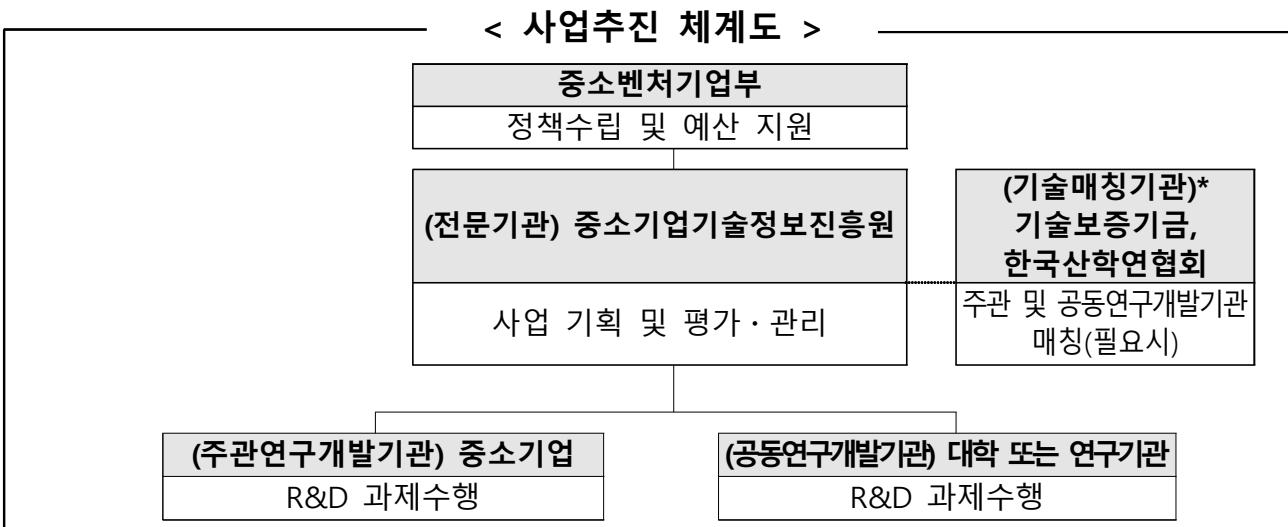 < 사업추진 체계도 >
중소벤처기업부
정책수립 및 예산 지원
(전문기관) 중소기업기술정보진흥원
사업 기획 및 평가·관리
(기술매칭기관)*
기술보증기금,
한국산학연협회
주관 및 공동연구개발기관
매칭(필요시)
(주관연구개발기관) 중소기업
R&D 과제수행
(공동연구개발기관) 대학 또는 연구기관
R&D 과제수행